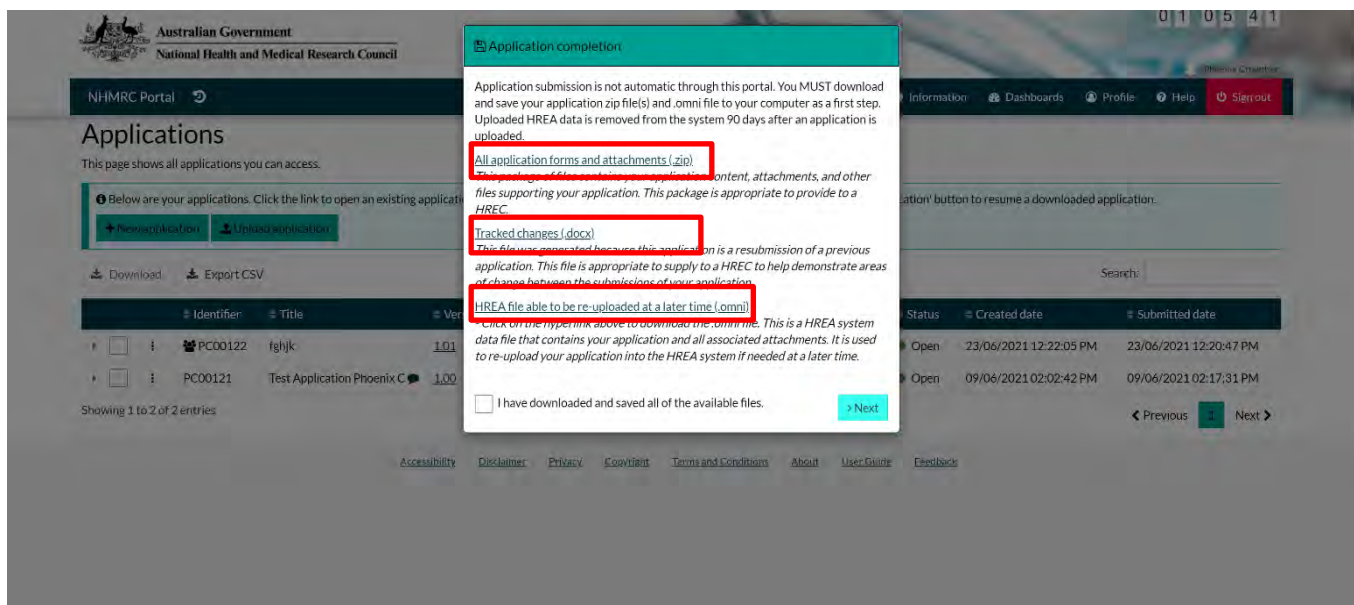 Australian Government
National Health and Medical Research Council
01 05 41
NHMRC Portal
Information Dashboards Profile Help Sign out
Applications
This page shows all applications you can access.
Below are your applications. Click the link to open an existing applicati
ation' button to resume a downloaded application.
New application Upload application
Download Export CSV
Search:
Identifier Title Ver
Status Created date Submitted date
PC00122 fghjk 1.01
Open 23/06/2021 12:22:05 PM 23/06/2021 12:20:47 PM
PC00121 Test Application Phoenix C 1.00
Open 09/06/2021 02:02:42 PM 09/06/2021 02:17:31 PM
Showing 1 to 2 of 2 entries
Previous 1 Next
Application completion
Application submission is not automatic through this portal. You MUST download
and save your application zip file(s) and .omni file to your computer as a first step.
Uploaded HREA data is removed from the system 90 days after an application is
uploaded.
All application forms and attachments (.zip)
This package of files contains your application content, attachments, and other
files supporting your application. This package is appropriate to provide to a
HREC.
Tracked changes (.docx)
This file was generated because this application is a resubmission of a previous
application. This file is appropriate to supply to a HREC to help demonstrate areas
of change between the submissions of your application.
HREA file able to be re-uploaded at a later time (.omni)
- Click on the hyperlink above to download the .omni file. This is a HREA system
data file that contains your application and all associated attachments. It is used
to re-upload your application into the HREA system if needed at a later time.
I have downloaded and saved all of the available files.
Next
Accessibility Disclaimer Privacy Copyright Terms and Conditions About User Guide Feedback